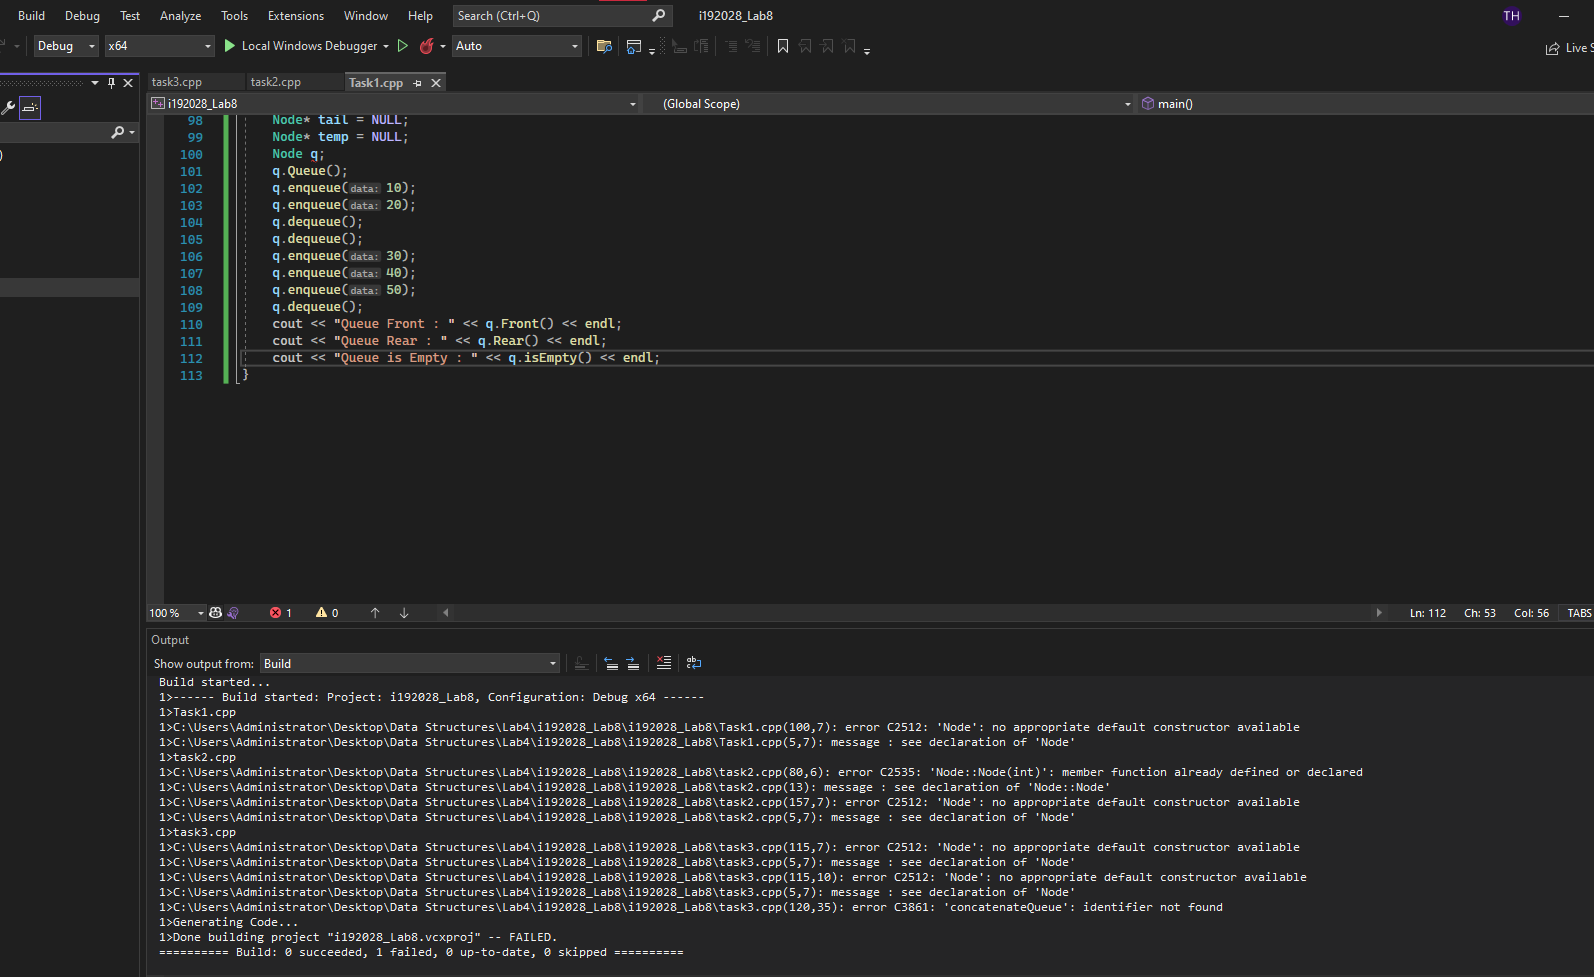 Build Debug Test Analyze Tools Extensions Window Help Search (Ctrl+Q) i192028_Lab8 TH
Debug x64 Local Windows Debugger Auto Live S
task3.cpp task2.cpp Task1.cpp
i192028_Lab8 (Global Scope) main()
98 Node* tail = NULL;
99 Node* temp = NULL;
100 Node q;
101 q.Queue();
102 q.enqueue(data: 10);
103 q.enqueue(data: 20);
104 q.dequeue();
105 q.dequeue();
106 q.enqueue(data: 30);
107 q.enqueue(data: 40);
108 q.enqueue(data: 50);
109 q.dequeue();
110 cout << "Queue Front : " << q.Front() << endl;
111 cout << "Queue Rear : " << q.Rear() << endl;
112 cout << "Queue is Empty : " << q.isEmpty() << endl;
113 }
100 % 1 0 Ln: 112 Ch: 53 Col: 56 TABS
Output
Show output from: Build
Build started...
1>------ Build started: Project: i192028_Lab8, Configuration: Debug x64 ------
1>Task1.cpp
1>C:\Users\Administrator\Desktop\Data Structures\Lab4\i192028_Lab8\i192028_Lab8\Task1.cpp(100,7): error C2512: 'Node': no appropriate default constructor available
1>C:\Users\Administrator\Desktop\Data Structures\Lab4\i192028_Lab8\i192028_Lab8\Task1.cpp(5,7): message : see declaration of 'Node'
1>task2.cpp
1>C:\Users\Administrator\Desktop\Data Structures\Lab4\i192028_Lab8\i192028_Lab8\task2.cpp(80,6): error C2535: 'Node::Node(int)': member function already defined or declared
1>C:\Users\Administrator\Desktop\Data Structures\Lab4\i192028_Lab8\i192028_Lab8\task2.cpp(13): message : see declaration of 'Node::Node'
1>C:\Users\Administrator\Desktop\Data Structures\Lab4\i192028_Lab8\i192028_Lab8\task2.cpp(157,7): error C2512: 'Node': no appropriate default constructor available
1>C:\Users\Administrator\Desktop\Data Structures\Lab4\i192028_Lab8\i192028_Lab8\task2.cpp(5,7): message : see declaration of 'Node'
1>task3.cpp
1>C:\Users\Administrator\Desktop\Data Structures\Lab4\i192028_Lab8\i192028_Lab8\task3.cpp(115,7): error C2512: 'Node': no appropriate default constructor available
1>C:\Users\Administrator\Desktop\Data Structures\Lab4\i192028_Lab8\i192028_Lab8\task3.cpp(5,7): message : see declaration of 'Node'
1>C:\Users\Administrator\Desktop\Data Structures\Lab4\i192028_Lab8\i192028_Lab8\task3.cpp(115,10): error C2512: 'Node': no appropriate default constructor available
1>C:\Users\Administrator\Desktop\Data Structures\Lab4\i192028_Lab8\i192028_Lab8\task3.cpp(5,7): message : see declaration of 'Node'
1>C:\Users\Administrator\Desktop\Data Structures\Lab4\i192028_Lab8\i192028_Lab8\task3.cpp(120,35): error C3861: 'concatenateQueue': identifier not found
1>Generating Code...
1>Done building project "i192028_Lab8.vcxproj" -- FAILED.
========== Build: 0 succeeded, 1 failed, 0 up-to-date, 0 skipped ==========